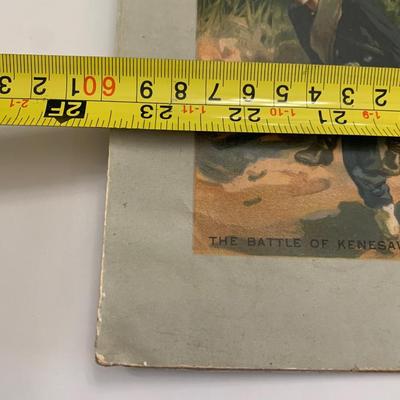 3 1 2 60 9 8 7 6 5 4 3 2
2-1 2F 23 1-11 22 1-10 21 1-9
THE BATTLE OF KENESAW